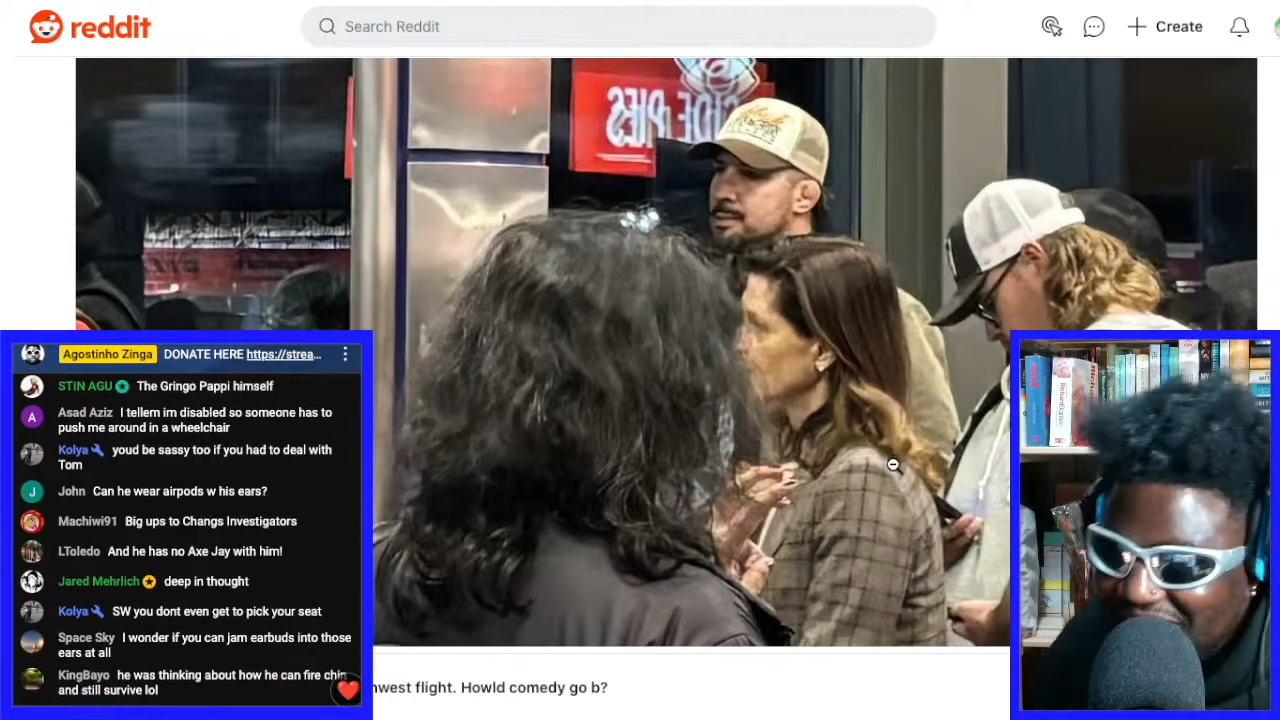 reddit
Search Reddit
Create
SIDE PIES
Agostinho Zinga DONATE HERE https://strea...
STIN AGU The Gringo Pappi himself
Asad Aziz I tellem im disabled so someone has to
push me around in a wheelchair
Kolya youd be sassy too if you had to deal with
Tom
John Can he wear airpods w his ears?
Machiwi91 Big ups to Changs Investigators
LToledo And he has no Axe Jay with him!
Jared Mehrlich deep in thought
Kolya SW you dont even get to pick your seat
Space Sky I wonder if you can jam earbuds into those
ears at all
KingBayo he was thinking about how he can fire chin
and still survive lol
nwest flight. Howld comedy go b?